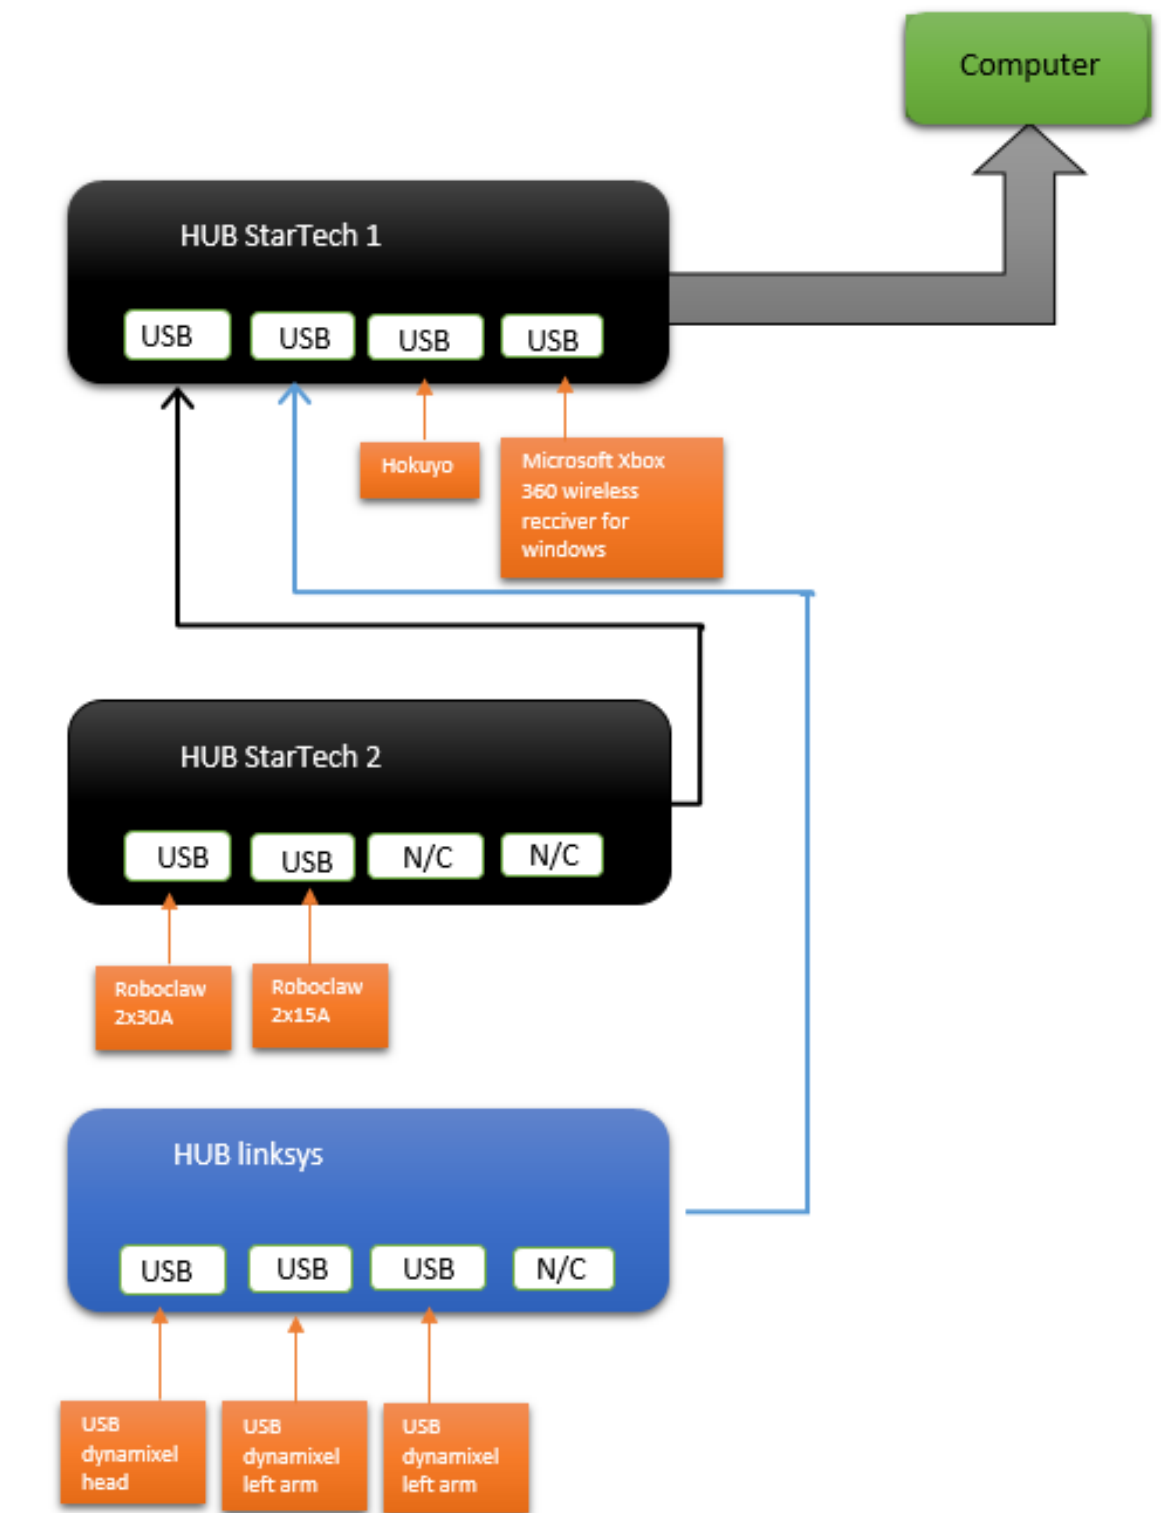 Computer
HUB StarTech 1
USB
USB
USB
USB
Hokuyo
Microsoft Xbox
360 wireless
recciver for
windows
HUB StarTech 2
USB
USB
N/C
N/C
Roboclaw
2x30A
Roboclaw
2x15A
HUB linksys
USB
USB
USB
N/C
USB
dynamixel
head
USB
dynamixel
left arm
USB
dynamixel
left arm